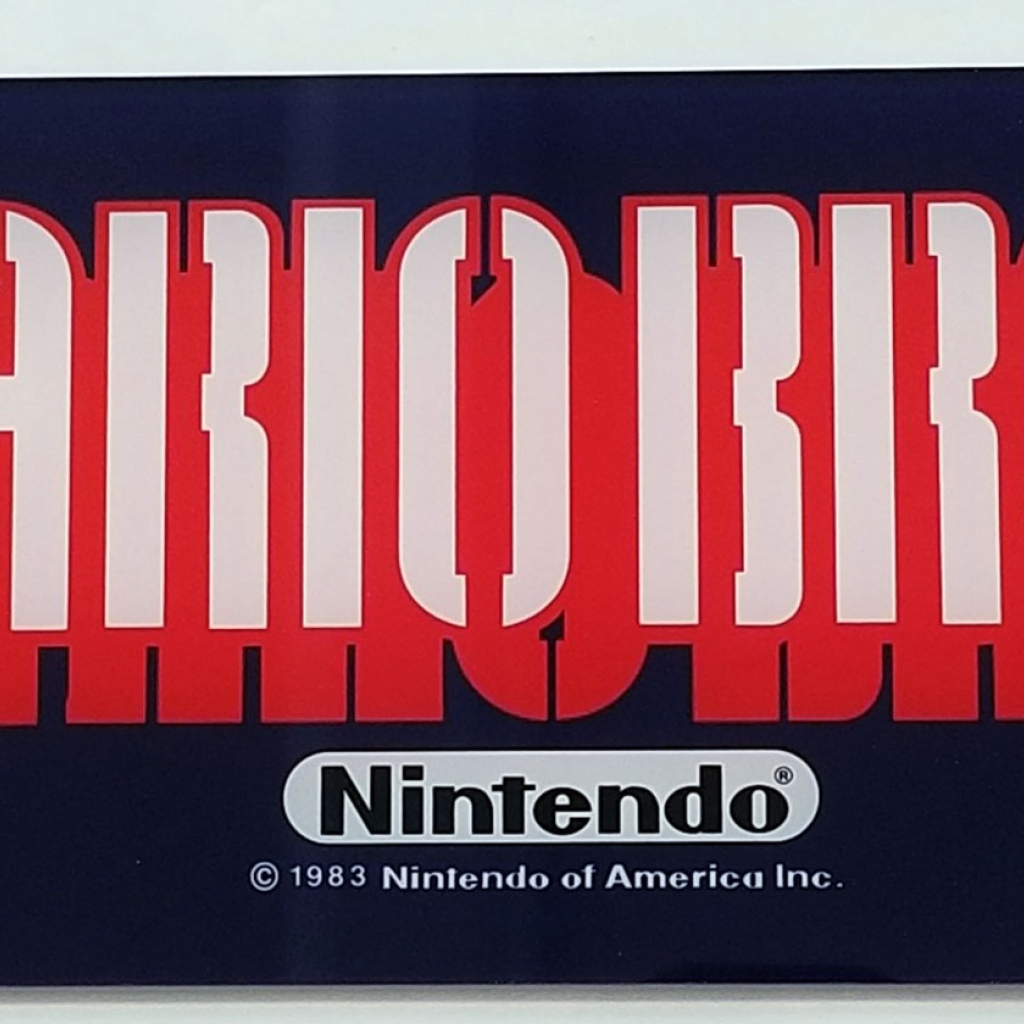 ARIO BR
Nintendo®
© 1983 Nintendo of America Inc.